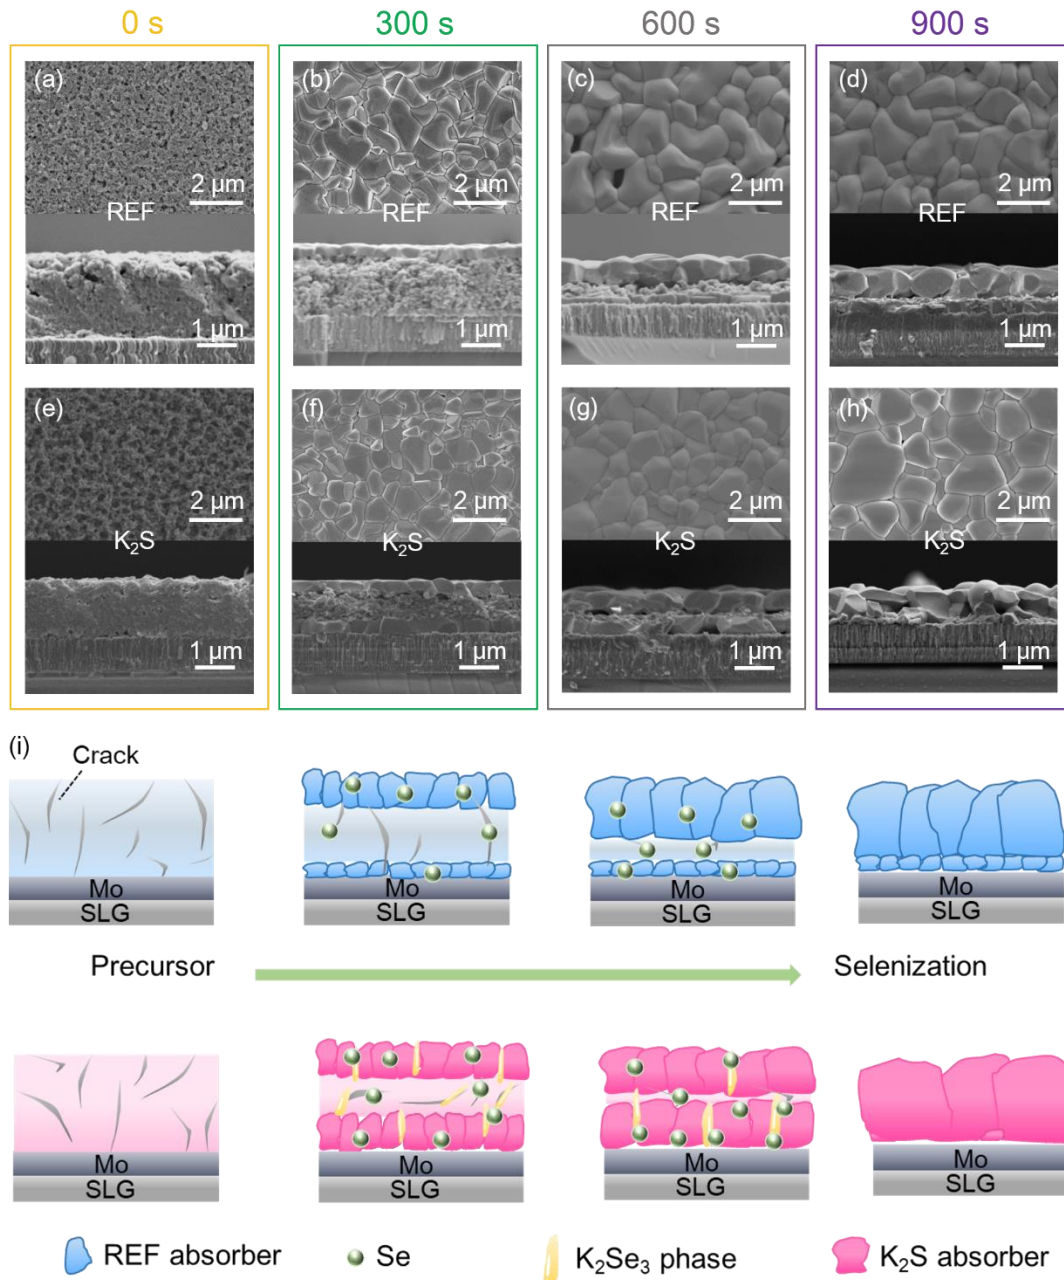 0 s
300 s
600 s
900 s
(a)
2 μm
REF
1 μm
(b)
2 μm
REF
1 μm
(c)
2 μm
REF
1 μm
(d)
2 μm
REF
1 μm
(e)
2 μm
K₂S
1 μm
(f)
2 μm
K₂S
1 μm
(g)
2 μm
K₂S
1 μm
(h)
2 μm
K₂S
1 μm
(i)
Crack
Mo
SLG
Mo
SLG
Mo
SLG
Mo
SLG
Precursor
Selenization
Mo
SLG
Mo
SLG
Mo
SLG
Mo
SLG
REF absorber
Se
K₂Se₃ phase
K₂S absorber